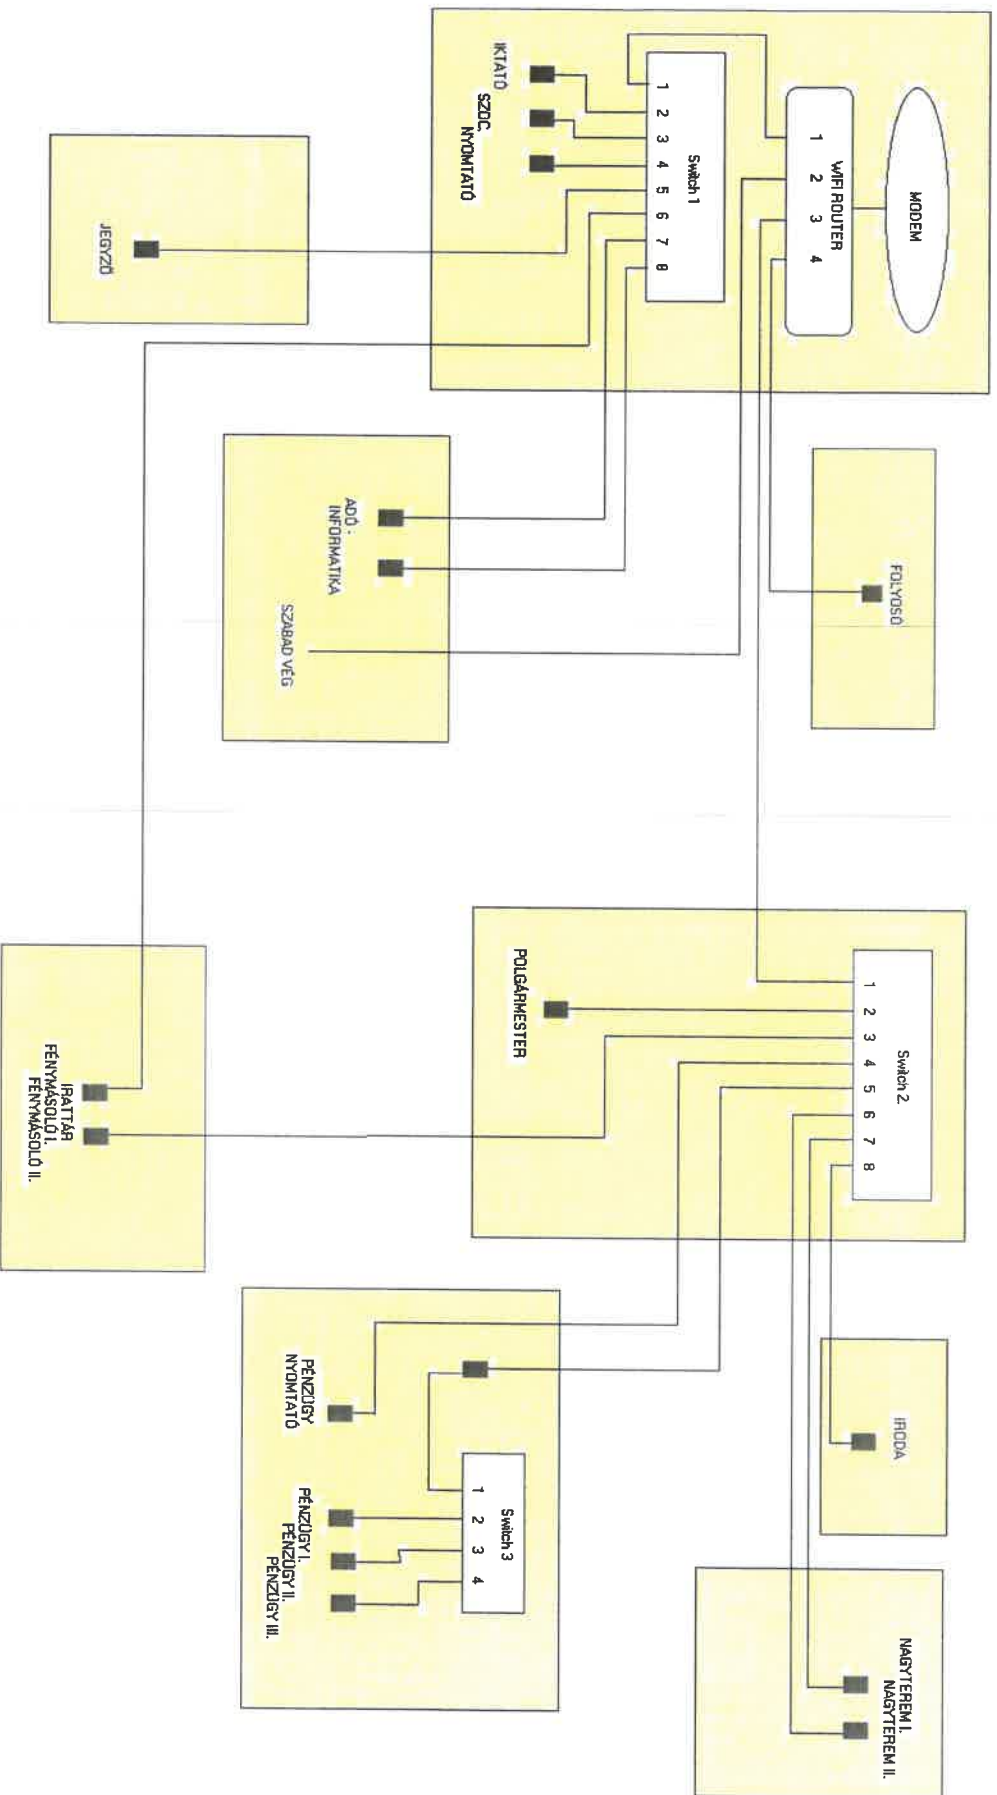 MODEM
WIFI ROUTER
1 2 3 4
Switch 1
1 2 3 4 5 6 7 8
IKTATÓ
SZOC.
NYOMTATÓ
JEGYZŐ
FOLYOSÓ
ADÓ -
INFORMATIKA
SZABAD VÉG
Switch 2.
1 2 3 4 5 6 7 8
POLGÁRMESTER
IRATTÁR
FÉNYMÁSOLÓ I.
FÉNYMÁSOLÓ II.
IRODA
NAGYTEREM I.
NAGYTEREM II.
Switch 3
1 2 3 4
PÉNZÜGY
NYOMTATÓ
PÉNZÜGY I.
PÉNZÜGY II.
PÉNZÜGY III.